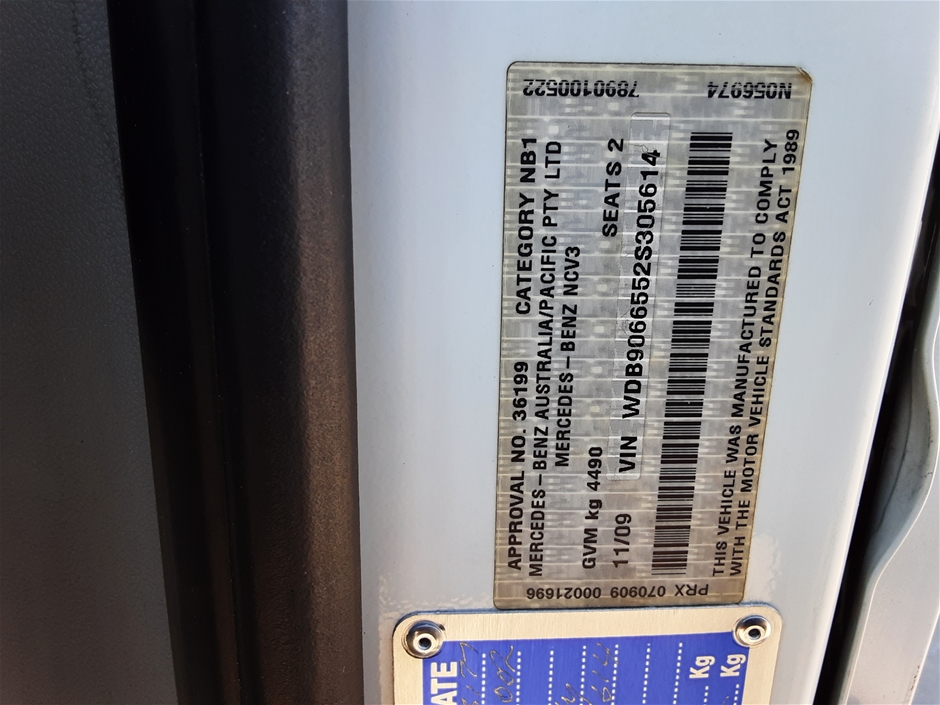 7890100522
N056974
APPROVAL NO. 36199 CATEGORY NB1
MERCEDES-BENZ AUSTRALIA/PACIFIC PTY LTD
MERCEDES-BENZ NCV3
GVM kg 4490 SEATS 2
11/09 VIN WDB9066552S305614
THIS VEHICLE WAS MANUFACTURED TO COMPLY
WITH THE MOTOR VEHICLE STANDARDS ACT 1989
PRX 070909 00021696
ATE
Kg
Kg